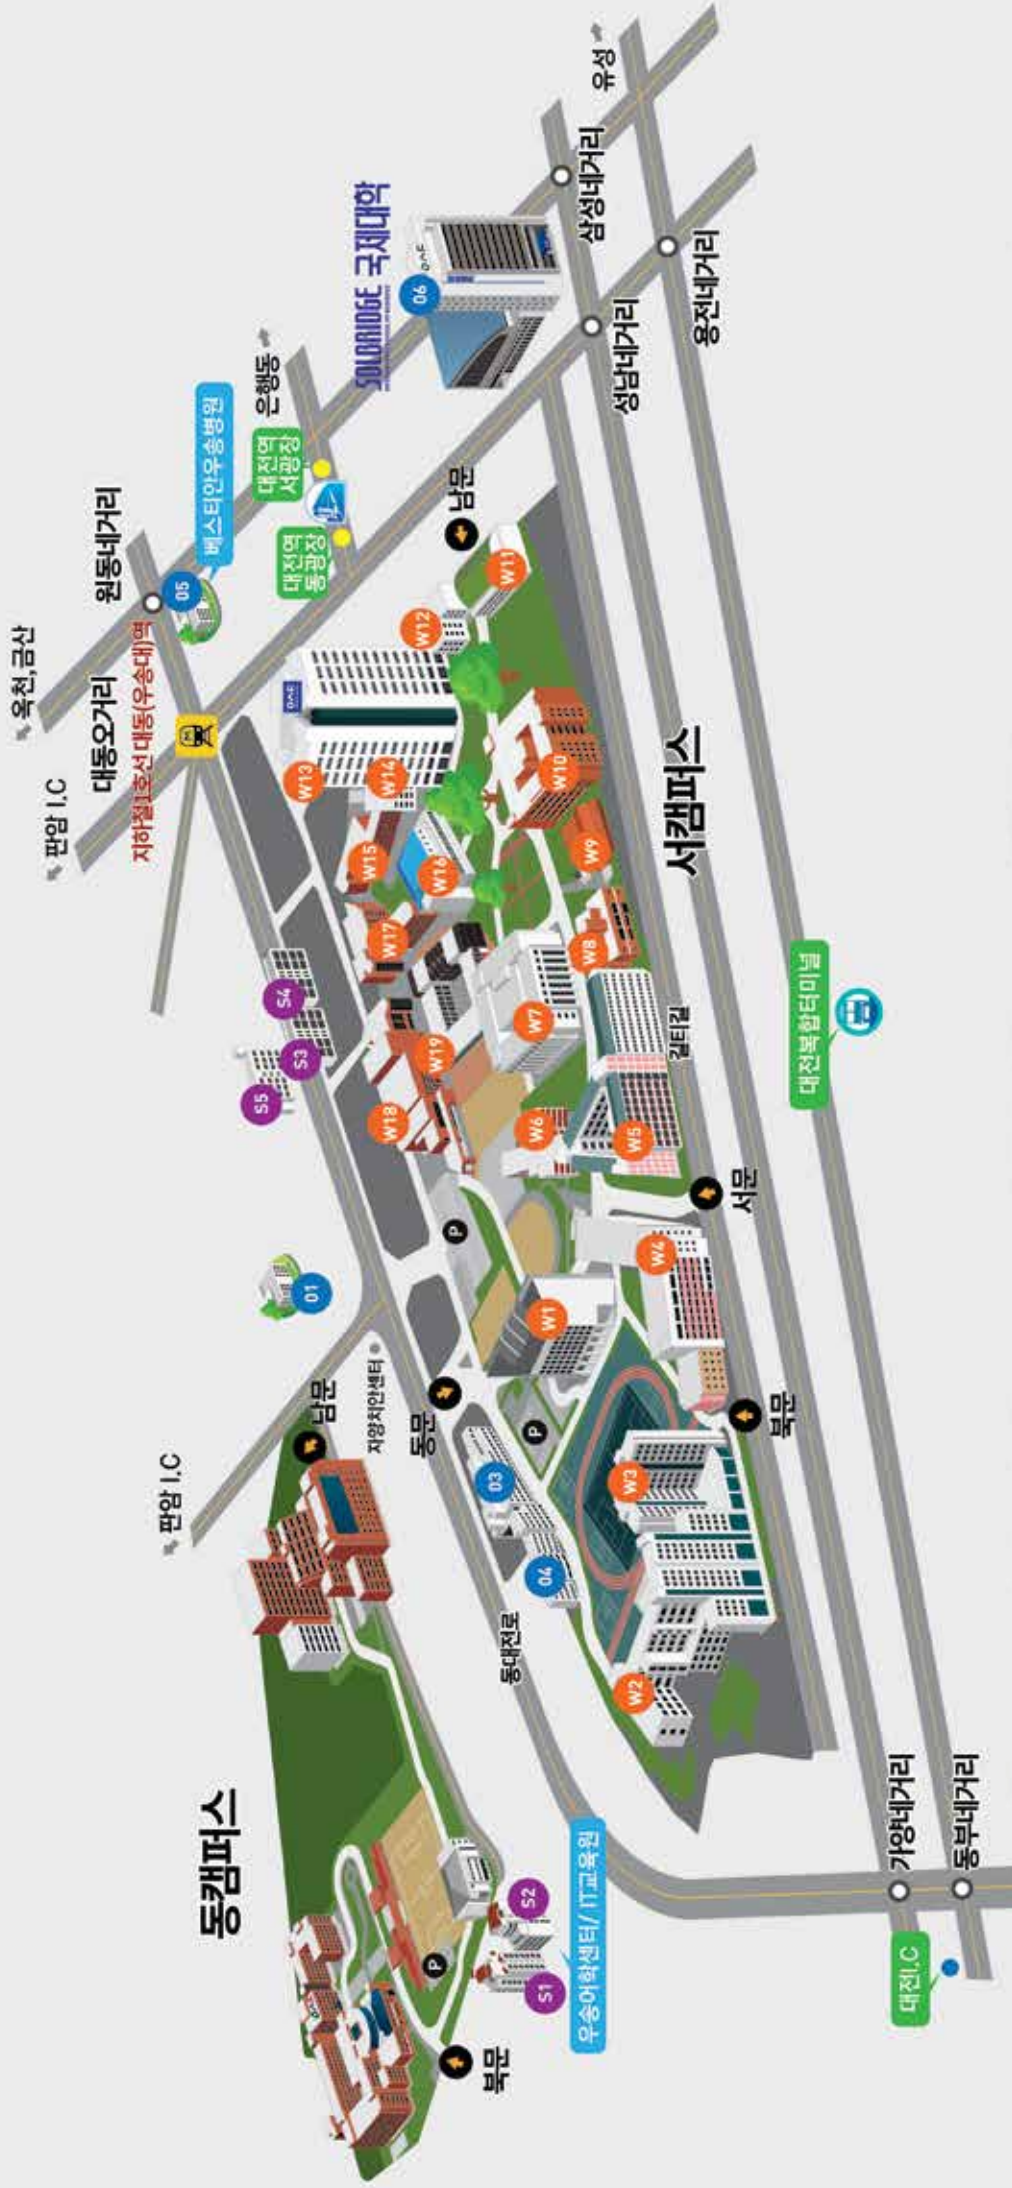 동캠퍼스
판암 I.C
남문
자양치안센터
동문
동대전로
북문
P
S1
S2
우송어학센터/ IT교육원
01
03
04
S5
S3
S4
판암 I.C
옥천,금산
대동오거리
지하철1호선 대동(우송대)역
원동네거리
05
베스티안우송병원
은행동
대전역
서광장
대전역
동광장
SOLBRIDGE 국제대학
06
남문
W13
W14
W12
W11
W15
W16
W17
W10
W9
W8
W18
W19
W7
W6
W5
P
W1
P
W4
W3
W2
길티길
서캠퍼스
서문
북문
성남네거리
삼성네거리
유성
용전네거리
대전복합터미널
가양네거리
동부네거리
대전I.C